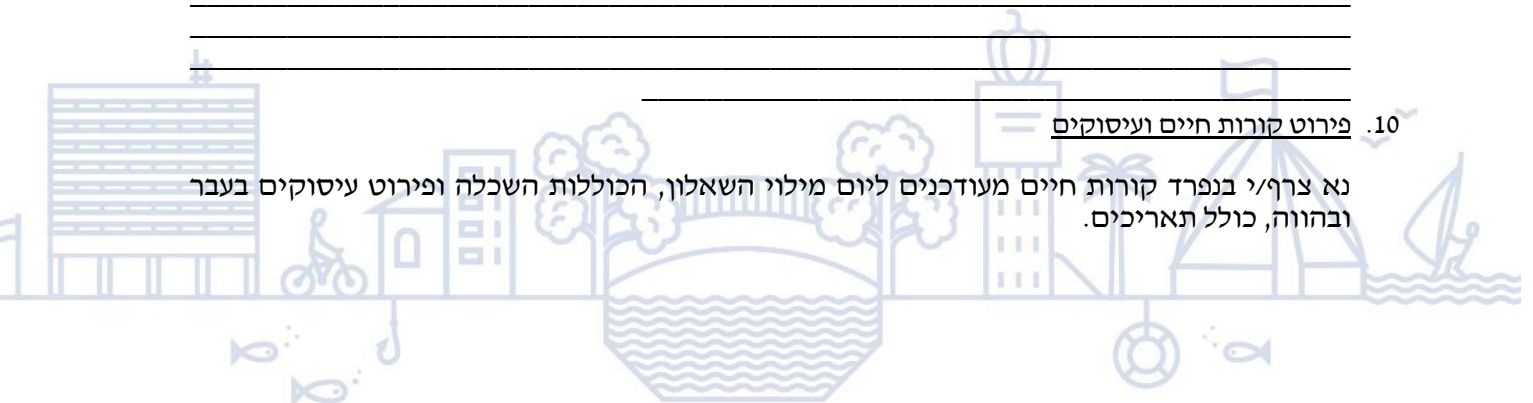 10. פירוט קורות חיים ועיסוקים
נא צרף/י בנפרד קורות חיים מעודכנים ליום מילוי השאלון, הכוללות השכלה ופירוט עיסוקים בעבר
ובהווה, כולל תאריכים.